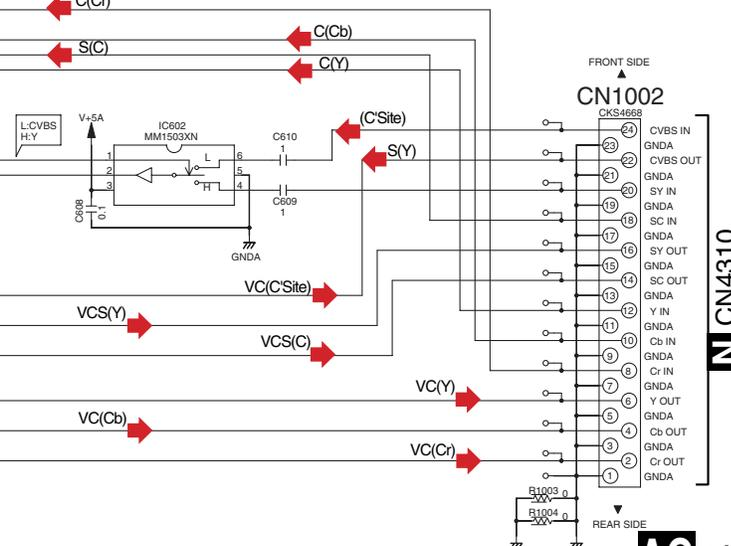 C(Cr)
C(Cb)
S(C)
C(Y)
FRONT SIDE
CN1002
CKS4668
L:CVBS
H:Y
V+5A
IC602
MM1503XN
C610
1
(C'Site)
S(Y)
1
2
3
L
H
6
5
4
C609
1
C608
0.1
GNDA
24 CVBS IN
23 GNDA
22 CVBS OUT
21 GNDA
20 SY IN
19 GNDA
18 SC IN
17 GNDA
16 SY OUT
15 GNDA
14 SC OUT
13 GNDA
12 Y IN
11 GNDA
10 Cb IN
9 GNDA
8 Cr IN
7 GNDA
6 Y OUT
5 GNDA
4 Cb OUT
3 GNDA
2 Cr OUT
1 GNDA
VC(C'Site)
VCS(Y)
VCS(C)
VC(Y)
VC(Cb)
VC(Cr)
R1003 0
R1004 0
REAR SIDE
N CN4310